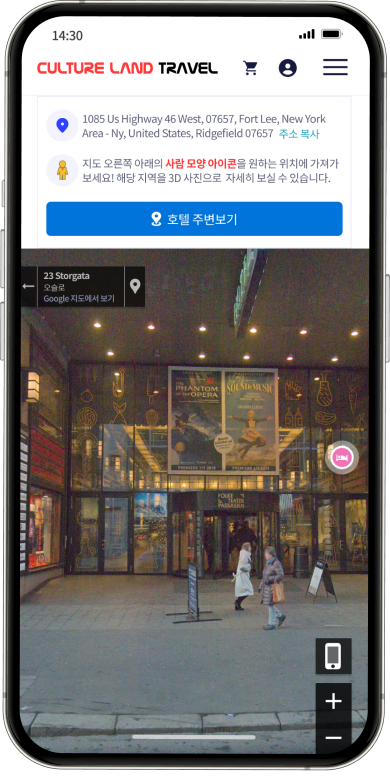 14:30
CULTURE LAND TRAVEL
1085 Us Highway 46 West, 07657, Fort Lee, New York
Area - Ny, United States, Ridgefield 07657 주소 복사
지도 오른쪽 아래의 사람 모양 아이콘을 원하는 위치에 가져가
보세요! 해당 지역을 3D 사진으로 자세히 보실 수 있습니다.
호텔 주변보기
23 Storgata
오슬로
Google 지도에서 보기
THE
PHANTOM
OF THE OPERA
THE
SOUND OF MUSIC
FOLKE
TEATER
PASSASJEN